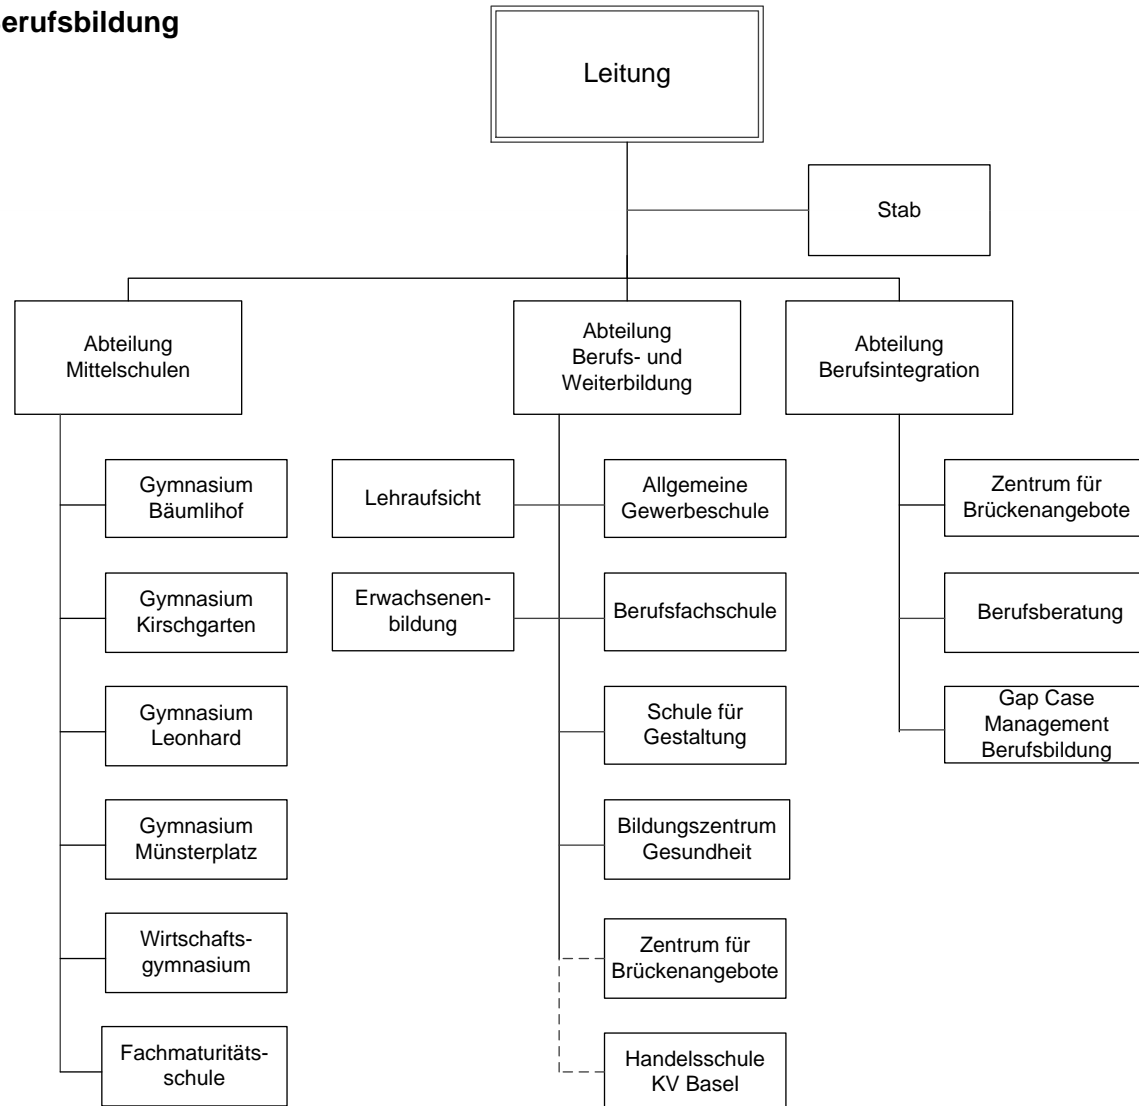 erufsbildung
Leitung
Stab
Abteilung
Mittelschulen
Abteilung
Berufs- und
Weiterbildung
Abteilung
Berufsintegration
Gymnasium
Bäumlihof
Gymnasium
Kirschgarten
Gymnasium
Leonhard
Gymnasium
Münsterplatz
Wirtschafts-
gymnasium
Fachmaturitäts-
schule
Lehraufsicht
Erwachsenen-
bildung
Allgemeine
Gewerbeschule
Berufsfachschule
Schule für
Gestaltung
Bildungszentrum
Gesundheit
Zentrum für
Brückenangebote
Handelsschule
KV Basel
Zentrum für
Brückenangebote
Berufsberatung
Gap Case
Management
Berufsbildung